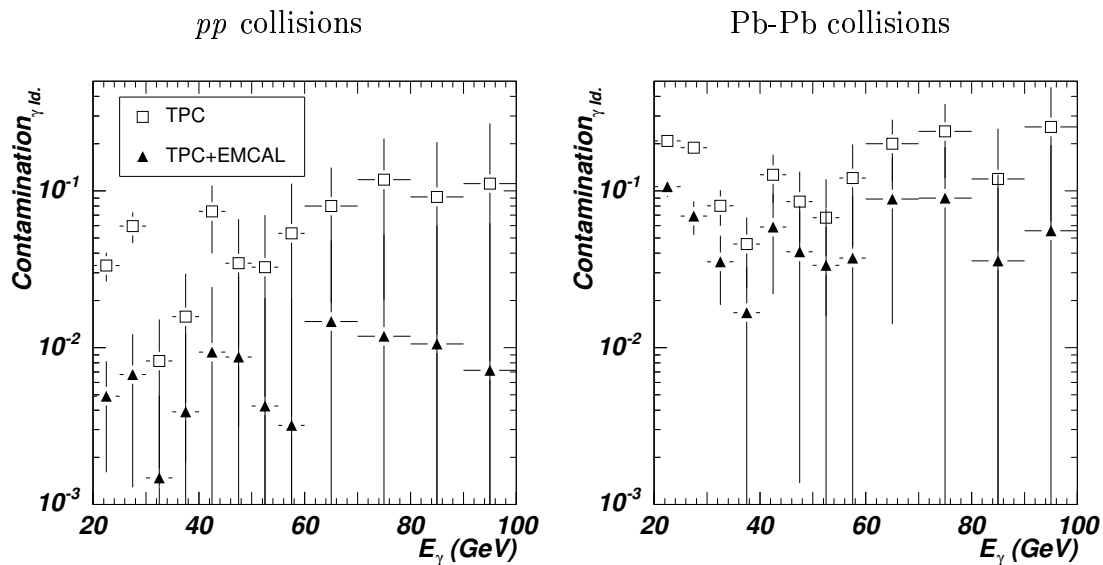 pp collisions
Pb-Pb collisions
Contamination γ Id.
TPC
TPC+EMCAL
10^-1
10^-2
10^-3
20 40 60 80 100
E_γ (GeV)
Contamination γ Id.
10^-1
10^-2
10^-3
20 40 60 80 100
E_γ (GeV)